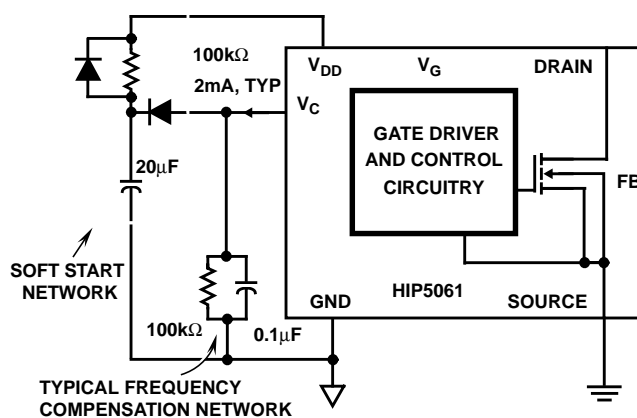 100kΩ
2mA, TYP
V_DD
V_G
DRAIN
V_C
GATE DRIVER
AND CONTROL
CIRCUITRY
20μF
FB
SOFT START
NETWORK
GND
HIP5061
SOURCE
100kΩ
0.1μF
TYPICAL FREQUENCY
COMPENSATION NETWORK